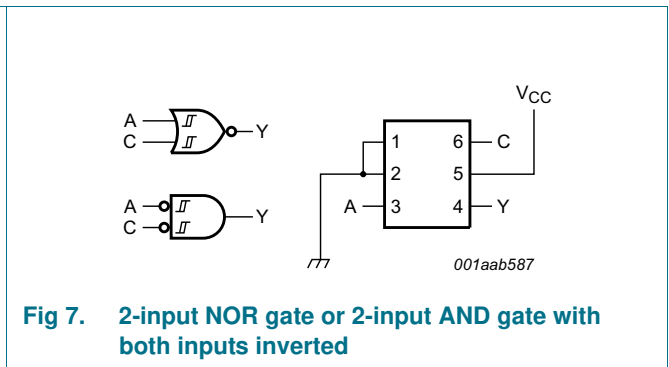 A
C
Y
A
C
Y
VCC
1
6
C
2
5
A
3
4
Y
001aab587
Fig 7. 2-input NOR gate or 2-input AND gate with
both inputs inverted